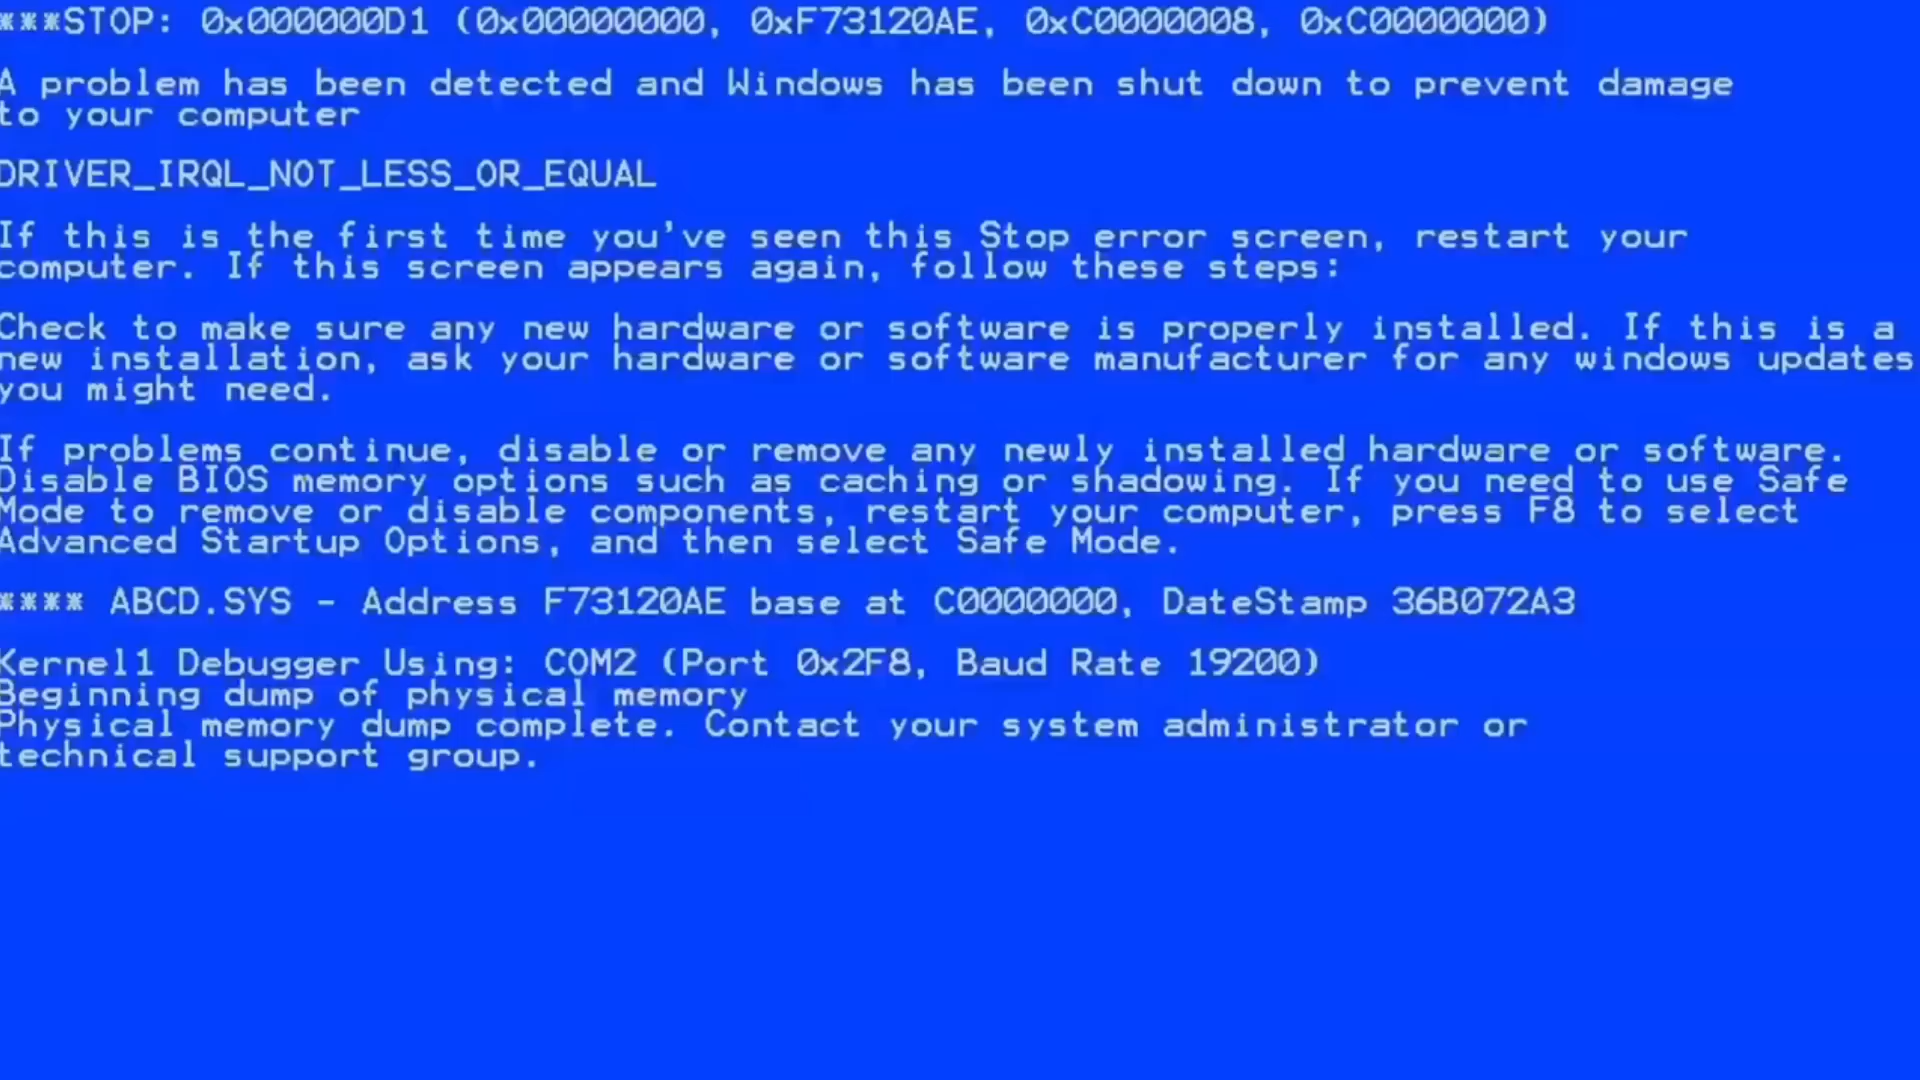 ***STOP: 0x000000D1 (0x00000000, 0xF73120AE, 0xC0000008, 0xC0000000)
A problem has been detected and Windows has been shut down to prevent damage
to your computer
DRIVER_IRQL_NOT_LESS_OR_EQUAL
If this is the first time you've seen this Stop error screen, restart your
computer. If this screen appears again, follow these steps:
Check to make sure any new hardware or software is properly installed. If this is a
new installation, ask your hardware or software manufacturer for any windows updates
you might need.
If problems continue, disable or remove any newly installed hardware or software.
Disable BIOS memory options such as caching or shadowing. If you need to use Safe
Mode to remove or disable components, restart your computer, press F8 to select
Advanced Startup Options, and then select Safe Mode.
**** ABCD.SYS - Address F73120AE base at C0000000, DateStamp 36B072A3
Kernel1 Debugger Using: COM2 (Port 0x2F8, Baud Rate 19200)
Beginning dump of physical memory
Physical memory dump complete. Contact your system administrator or
technical support group.